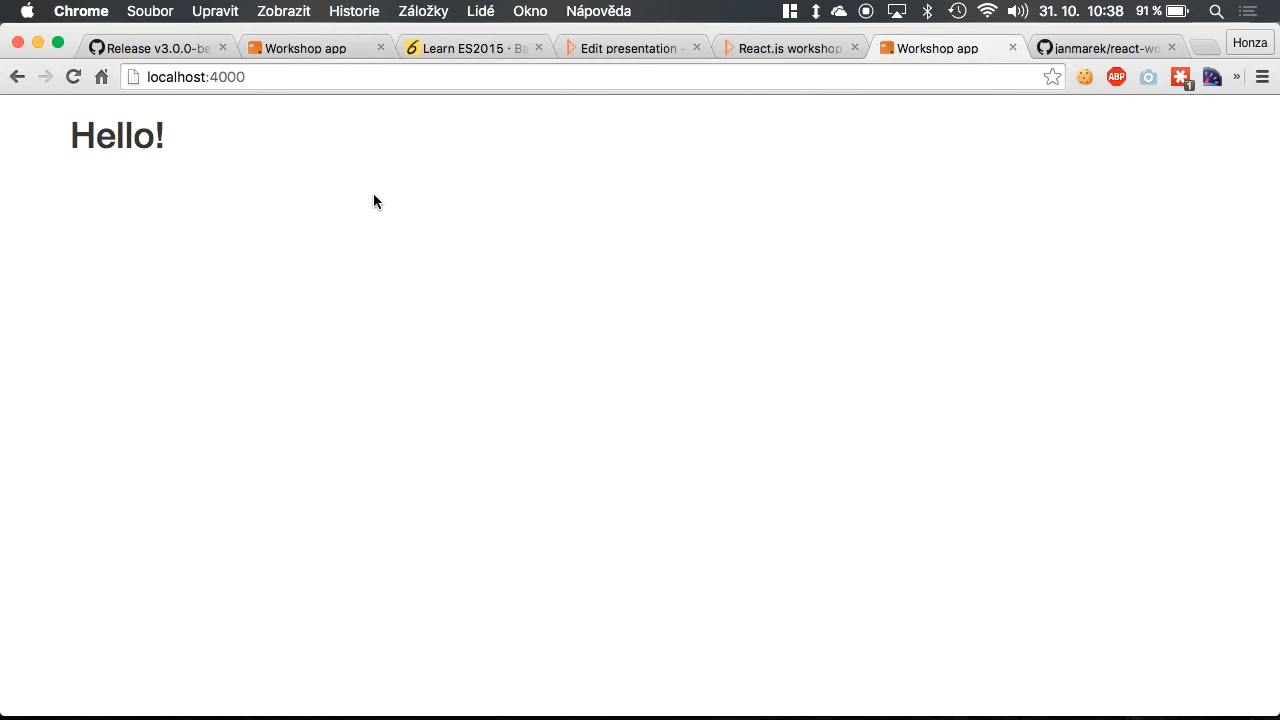 Chrome Soubor Upravit Zobrazit Historie Záložky Lidé Okno Nápověda 31. 10. 10:38 91 %
Release v3.0.0-be Workshop app Learn ES2015 · Ba Edit presentation - React.js workshop Workshop app janmarek/react-wo Honza
localhost:4000 ABP 1 »
Hello!